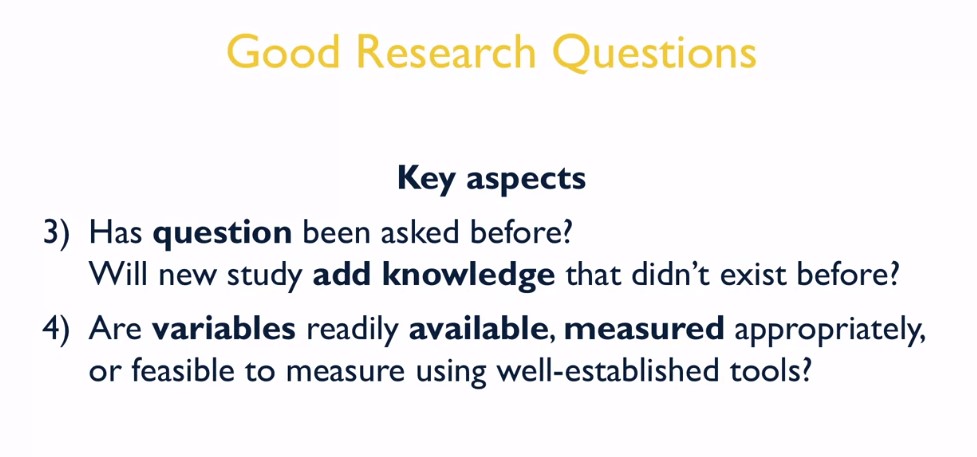 Good Research Questions
Key aspects
3) Has question been asked before?
Will new study add knowledge that didn't exist before?
4) Are variables readily available, measured appropriately,
or feasible to measure using well-established tools?